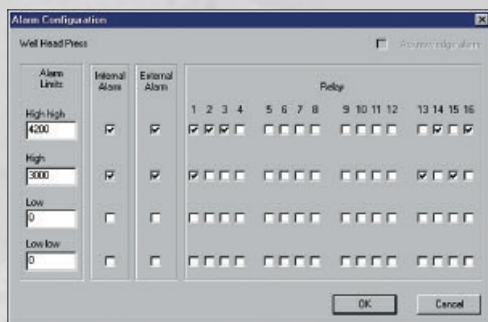 Alarm Configuration
Well Head Press
Acknowledge alarm
Alarm Limits
Internal Alarm
External Alarm
Relay
1 2 3 4 5 6 7 8 9 10 11 12 13 14 15 16
High high
4200
High
3000
Low
0
Low low
0
OK
Cancel